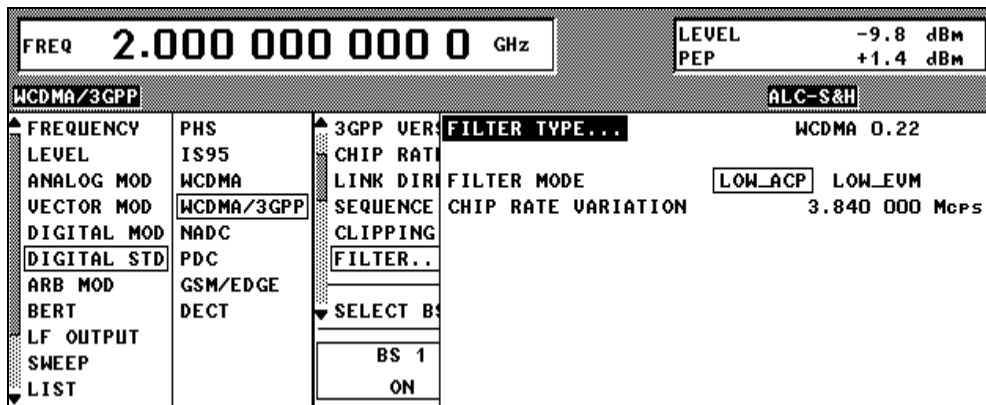 FREQ 2.000 000 000 0 GHz
LEVEL -9.8 dBm
PEP +1.4 dBm
WCDMA/3GPP
ALC-S&H
FREQUENCY
LEVEL
ANALOG MOD
VECTOR MOD
DIGITAL MOD
DIGITAL STD
ARB MOD
BERT
LF OUTPUT
SWEEP
LIST
PHS
IS95
WCDMA
WCDMA/3GPP
NADC
PDC
GSM/EDGE
DECT
3GPP VERS
CHIP RAT
LINK DIR
SEQUENCE
CLIPPING
FILTER..
SELECT BS
BS 1
ON
FILTER TYPE... WCDMA 0.22
FILTER MODE LOW_ACP LOW_EVM
CHIP RATE VARIATION 3.840 000 Mcps